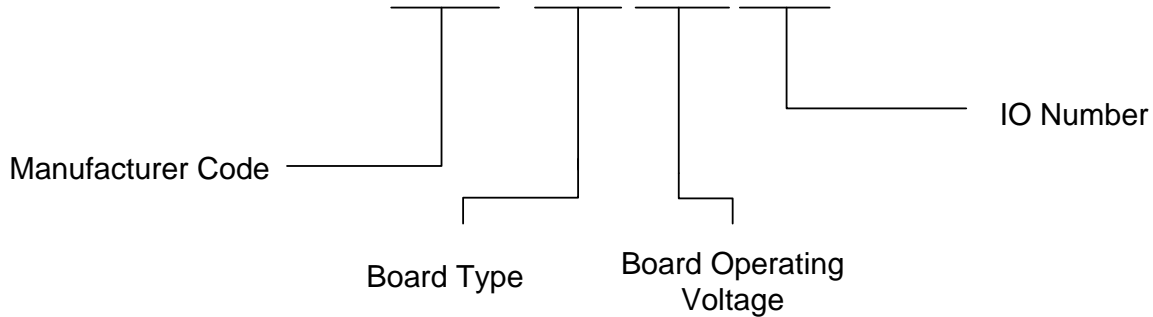 IO Number
Manufacturer Code
Board Type
Board Operating
Voltage